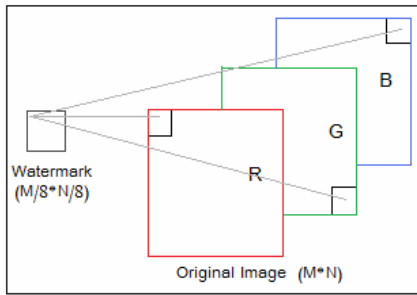 B
G
R
Watermark
(M/8*N/8)
Original Image (M*N)